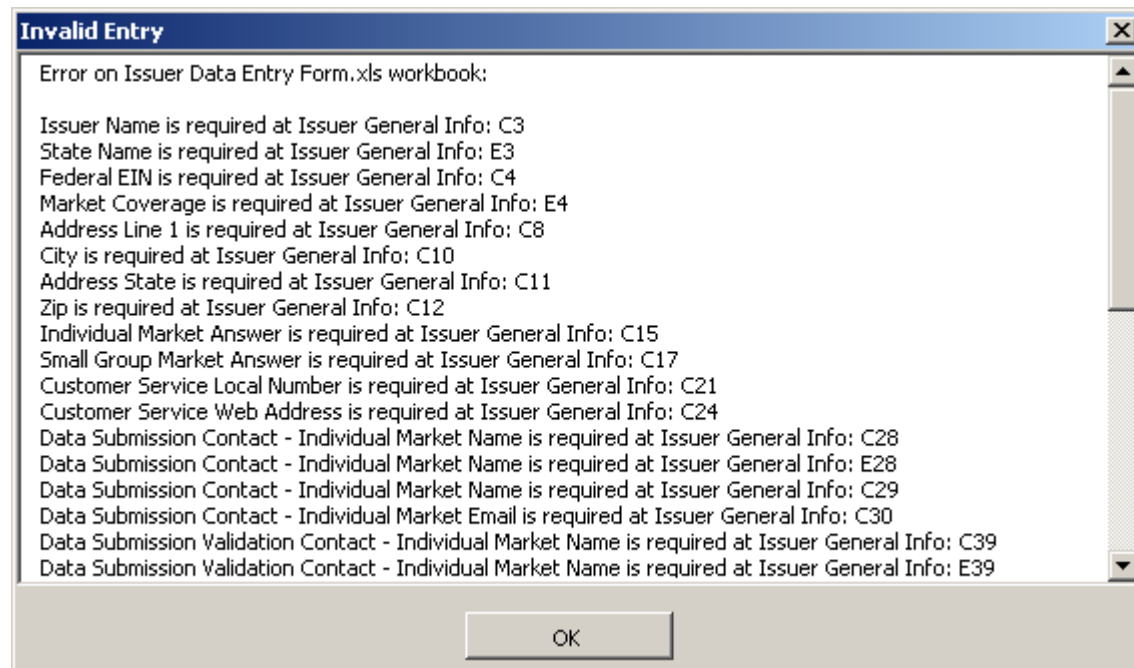 Invalid Entry
Error on Issuer Data Entry Form.xls workbook:
Issuer Name is required at Issuer General Info: C3
State Name is required at Issuer General Info: E3
Federal EIN is required at Issuer General Info: C4
Market Coverage is required at Issuer General Info: E4
Address Line 1 is required at Issuer General Info: C8
City is required at Issuer General Info: C10
Address State is required at Issuer General Info: C11
Zip is required at Issuer General Info: C12
Individual Market Answer is required at Issuer General Info: C15
Small Group Market Answer is required at Issuer General Info: C17
Customer Service Local Number is required at Issuer General Info: C21
Customer Service Web Address is required at Issuer General Info: C24
Data Submission Contact - Individual Market Name is required at Issuer General Info: C28
Data Submission Contact - Individual Market Name is required at Issuer General Info: E28
Data Submission Contact - Individual Market Name is required at Issuer General Info: C29
Data Submission Contact - Individual Market Email is required at Issuer General Info: C30
Data Submission Validation Contact - Individual Market Name is required at Issuer General Info: C39
Data Submission Validation Contact - Individual Market Name is required at Issuer General Info: E39
OK